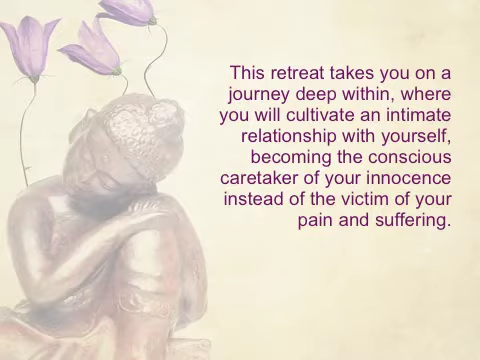 This retreat takes you on a
journey deep within, where
you will cultivate an intimate
relationship with yourself,
becoming the conscious
caretaker of your innocence
instead of the victim of your
pain and suffering.